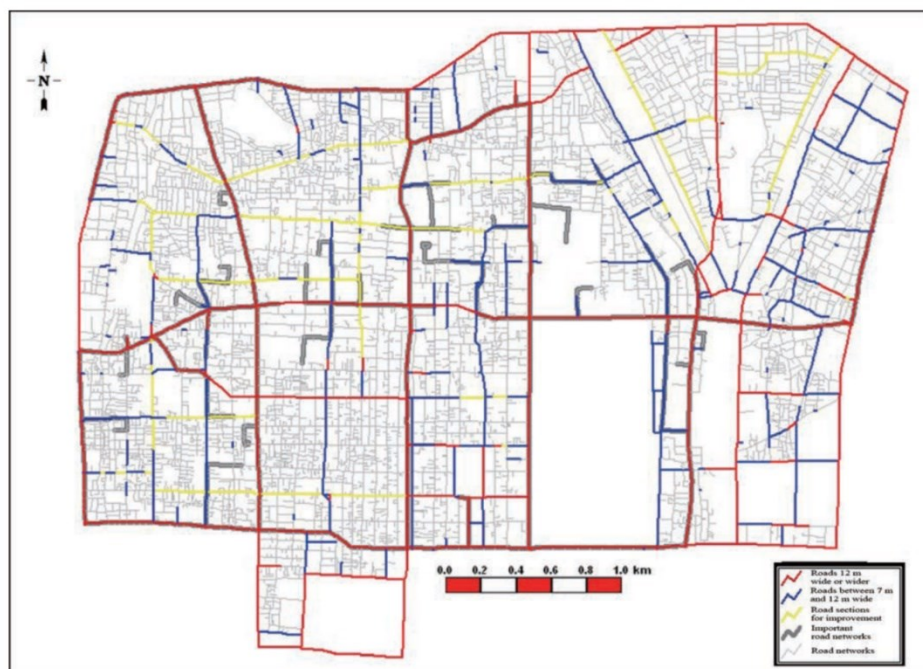 N
0.0 0.2 0.4 0.6 0.8 1.0 km
Roads 12 m
wide or wider
Roads between 7 m
and 12 m wide
Road sections
for improvement
Important
road networks
Road networks